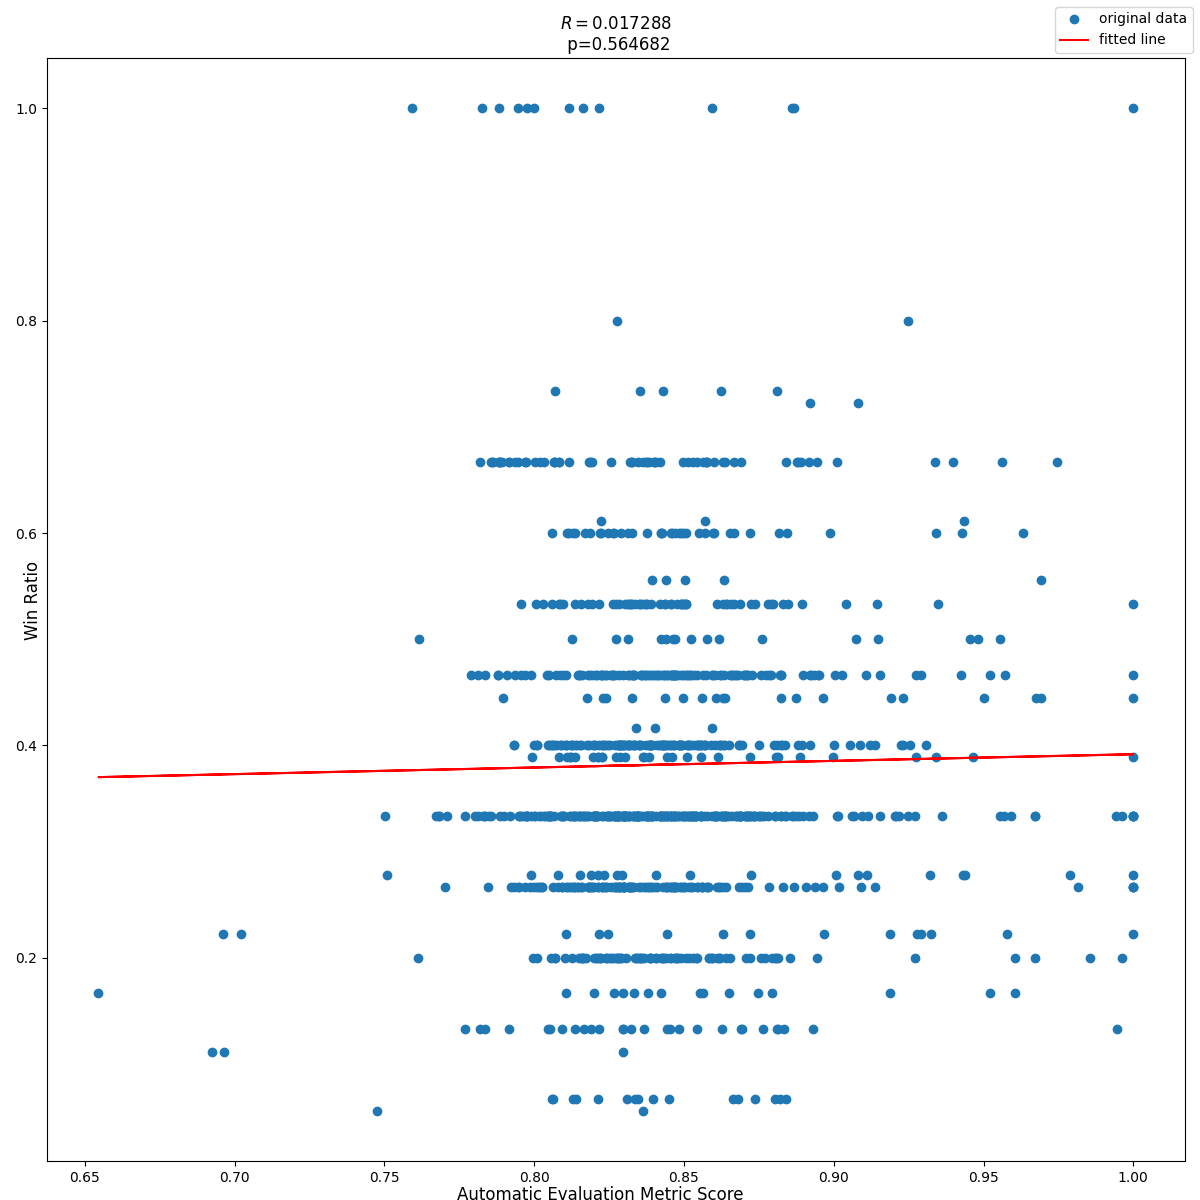 R = 0.017288
p=0.564682
original data
fitted line
Win Ratio
1.0
0.8
0.6
0.4
0.2
0.65 0.70 0.75 0.80 0.85 0.90 0.95 1.00
Automatic Evaluation Metric Score